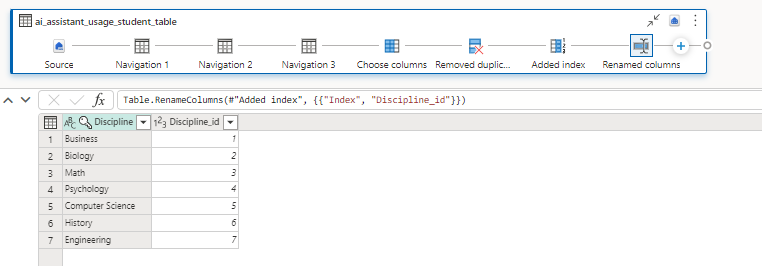 ai_assistant_usage_student_table
Source Navigation 1 Navigation 2 Navigation 3 Choose columns Removed duplic... Added index Renamed columns
fx Table.RenameColumns(#"Added index", {{"Index", "Discipline_id"}})
ABC Discipline 123 Discipline_id
1 Business 1
2 Biology 2
3 Math 3
4 Psychology 4
5 Computer Science 5
6 History 6
7 Engineering 7